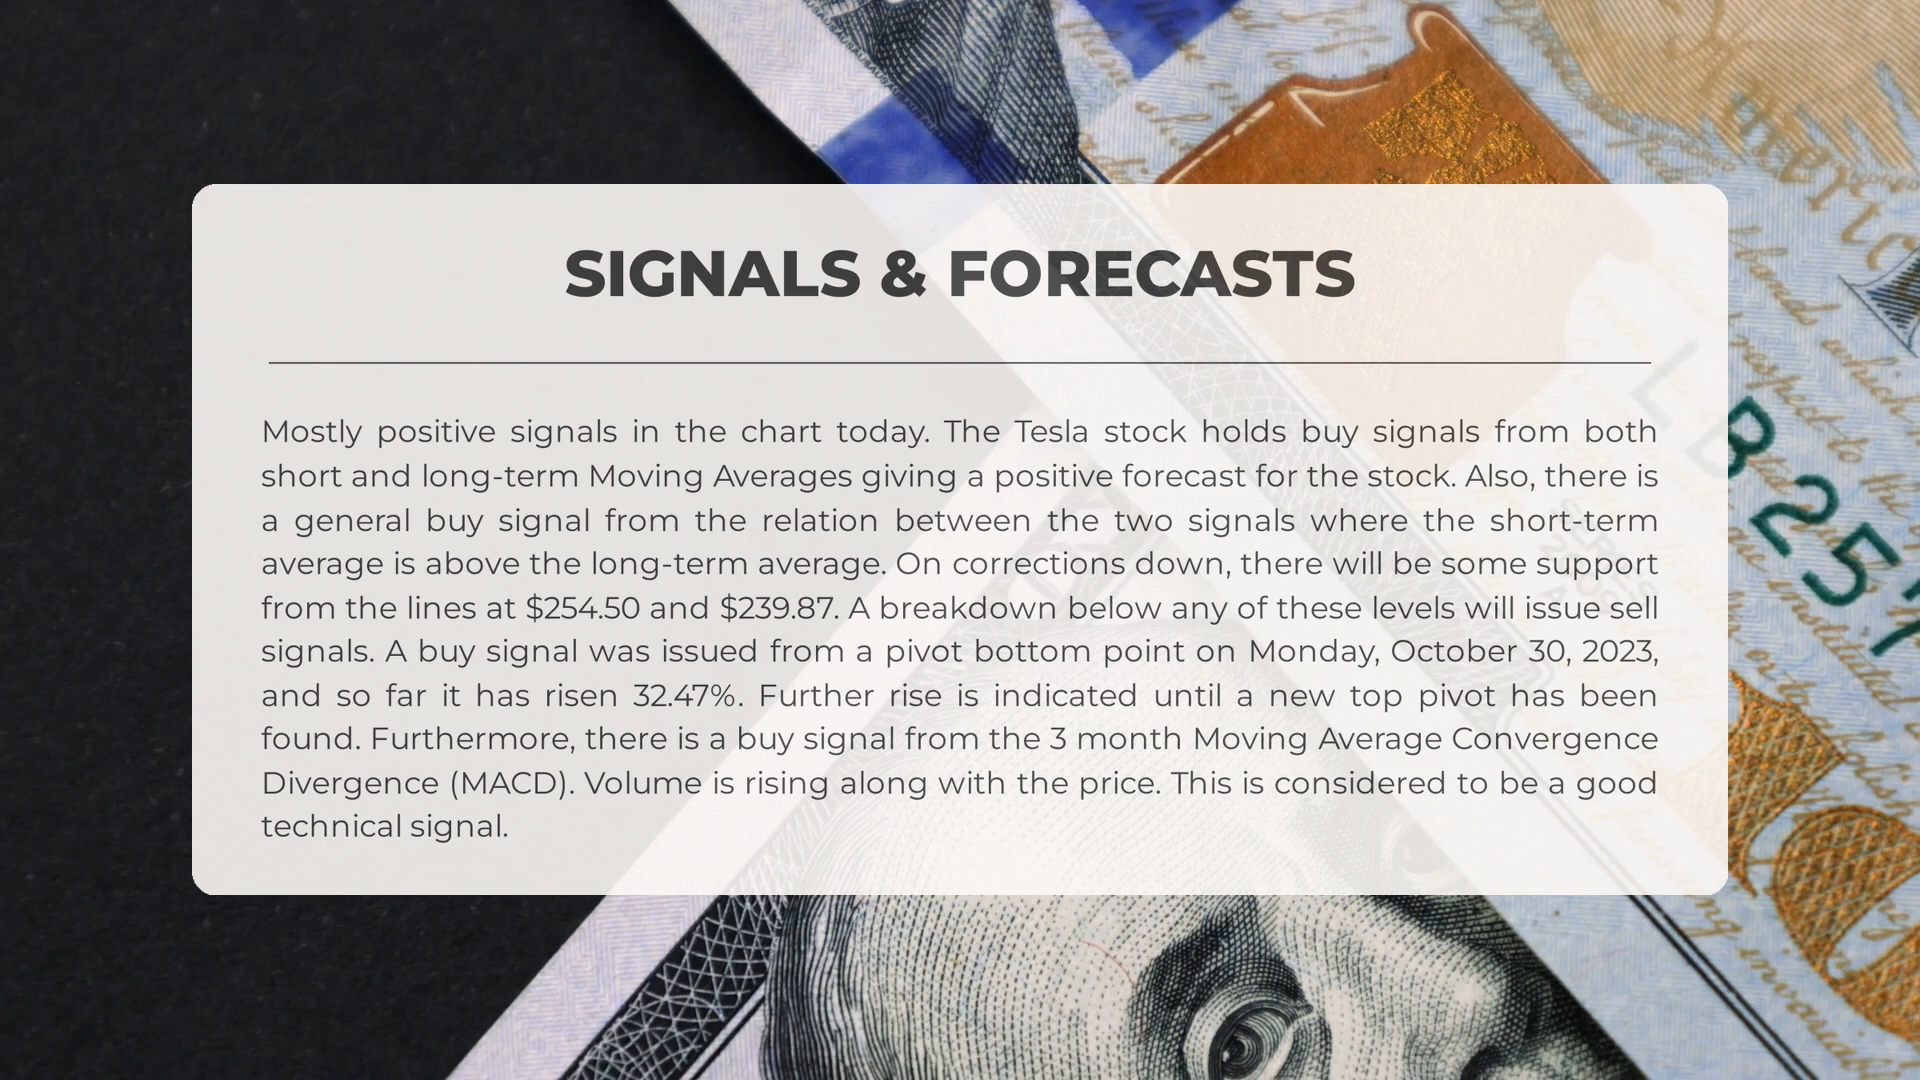 SIGNALS & FORECASTS
Mostly positive signals in the chart today. The Tesla stock holds buy signals from both
short and long-term Moving Averages giving a positive forecast for the stock. Also, there is
a general buy signal from the relation between the two signals where the short-term
average is above the long-term average. On corrections down, there will be some support
from the lines at $254.50 and $239.87. A breakdown below any of these levels will issue sell
signals. A buy signal was issued from a pivot bottom point on Monday, October 30, 2023,
and so far it has risen 32.47%. Further rise is indicated until a new top pivot has been
found. Furthermore, there is a buy signal from the 3 month Moving Average Convergence
Divergence (MACD). Volume is rising along with the price. This is considered to be a good
technical signal.
LB25